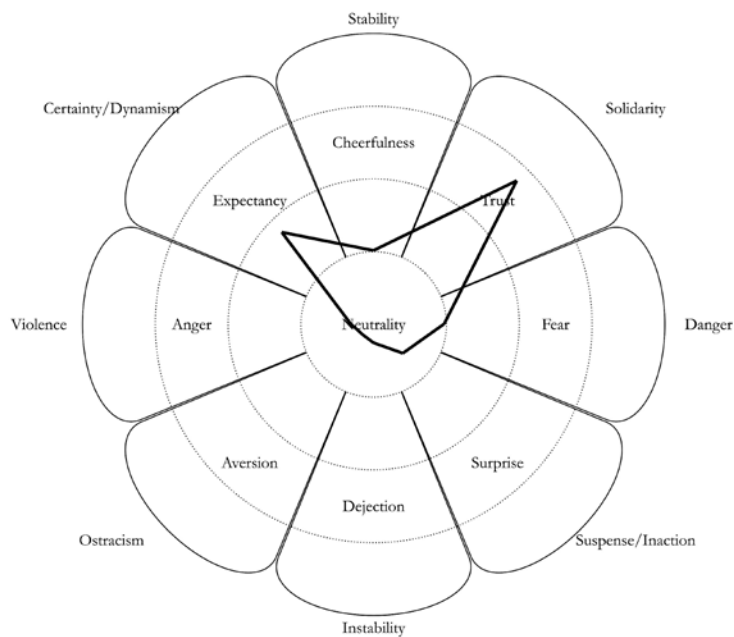 Stability
Certainty/Dynamism
Solidarity
Cheerfulness
Expectancy
Trust
Violence
Anger
Neutrality
Fear
Danger
Aversion
Surprise
Dejection
Ostracism
Suspense/Inaction
Instability